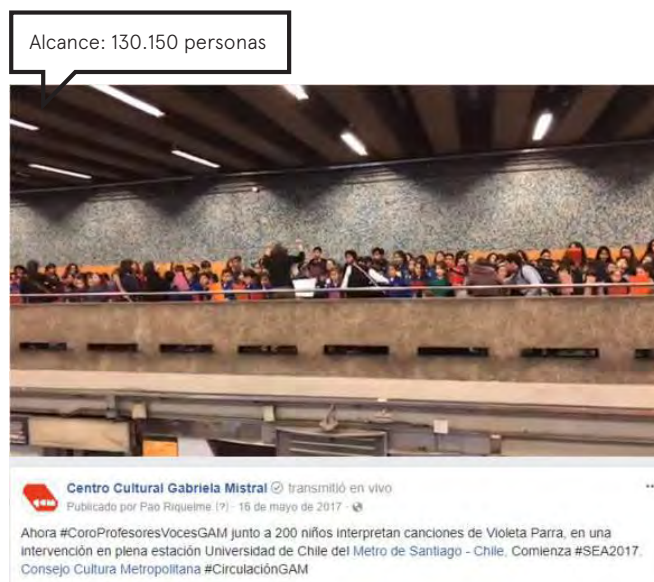 Alcance: 130.150 personas
gam
Centro Cultural Gabriela Mistral transmitió en vivo
Publicado por Pao Riquelme [?] · 16 de mayo de 2017 ·
Ahora #CoroProfesoresVocesGAM junto a 200 niños interpretan canciones de Violeta Parra, en una
intervención en plena estación Universidad de Chile del Metro de Santiago - Chile. Comienza #SEA2017.
Consejo Cultura Metropolitana #CirculaciónGAM